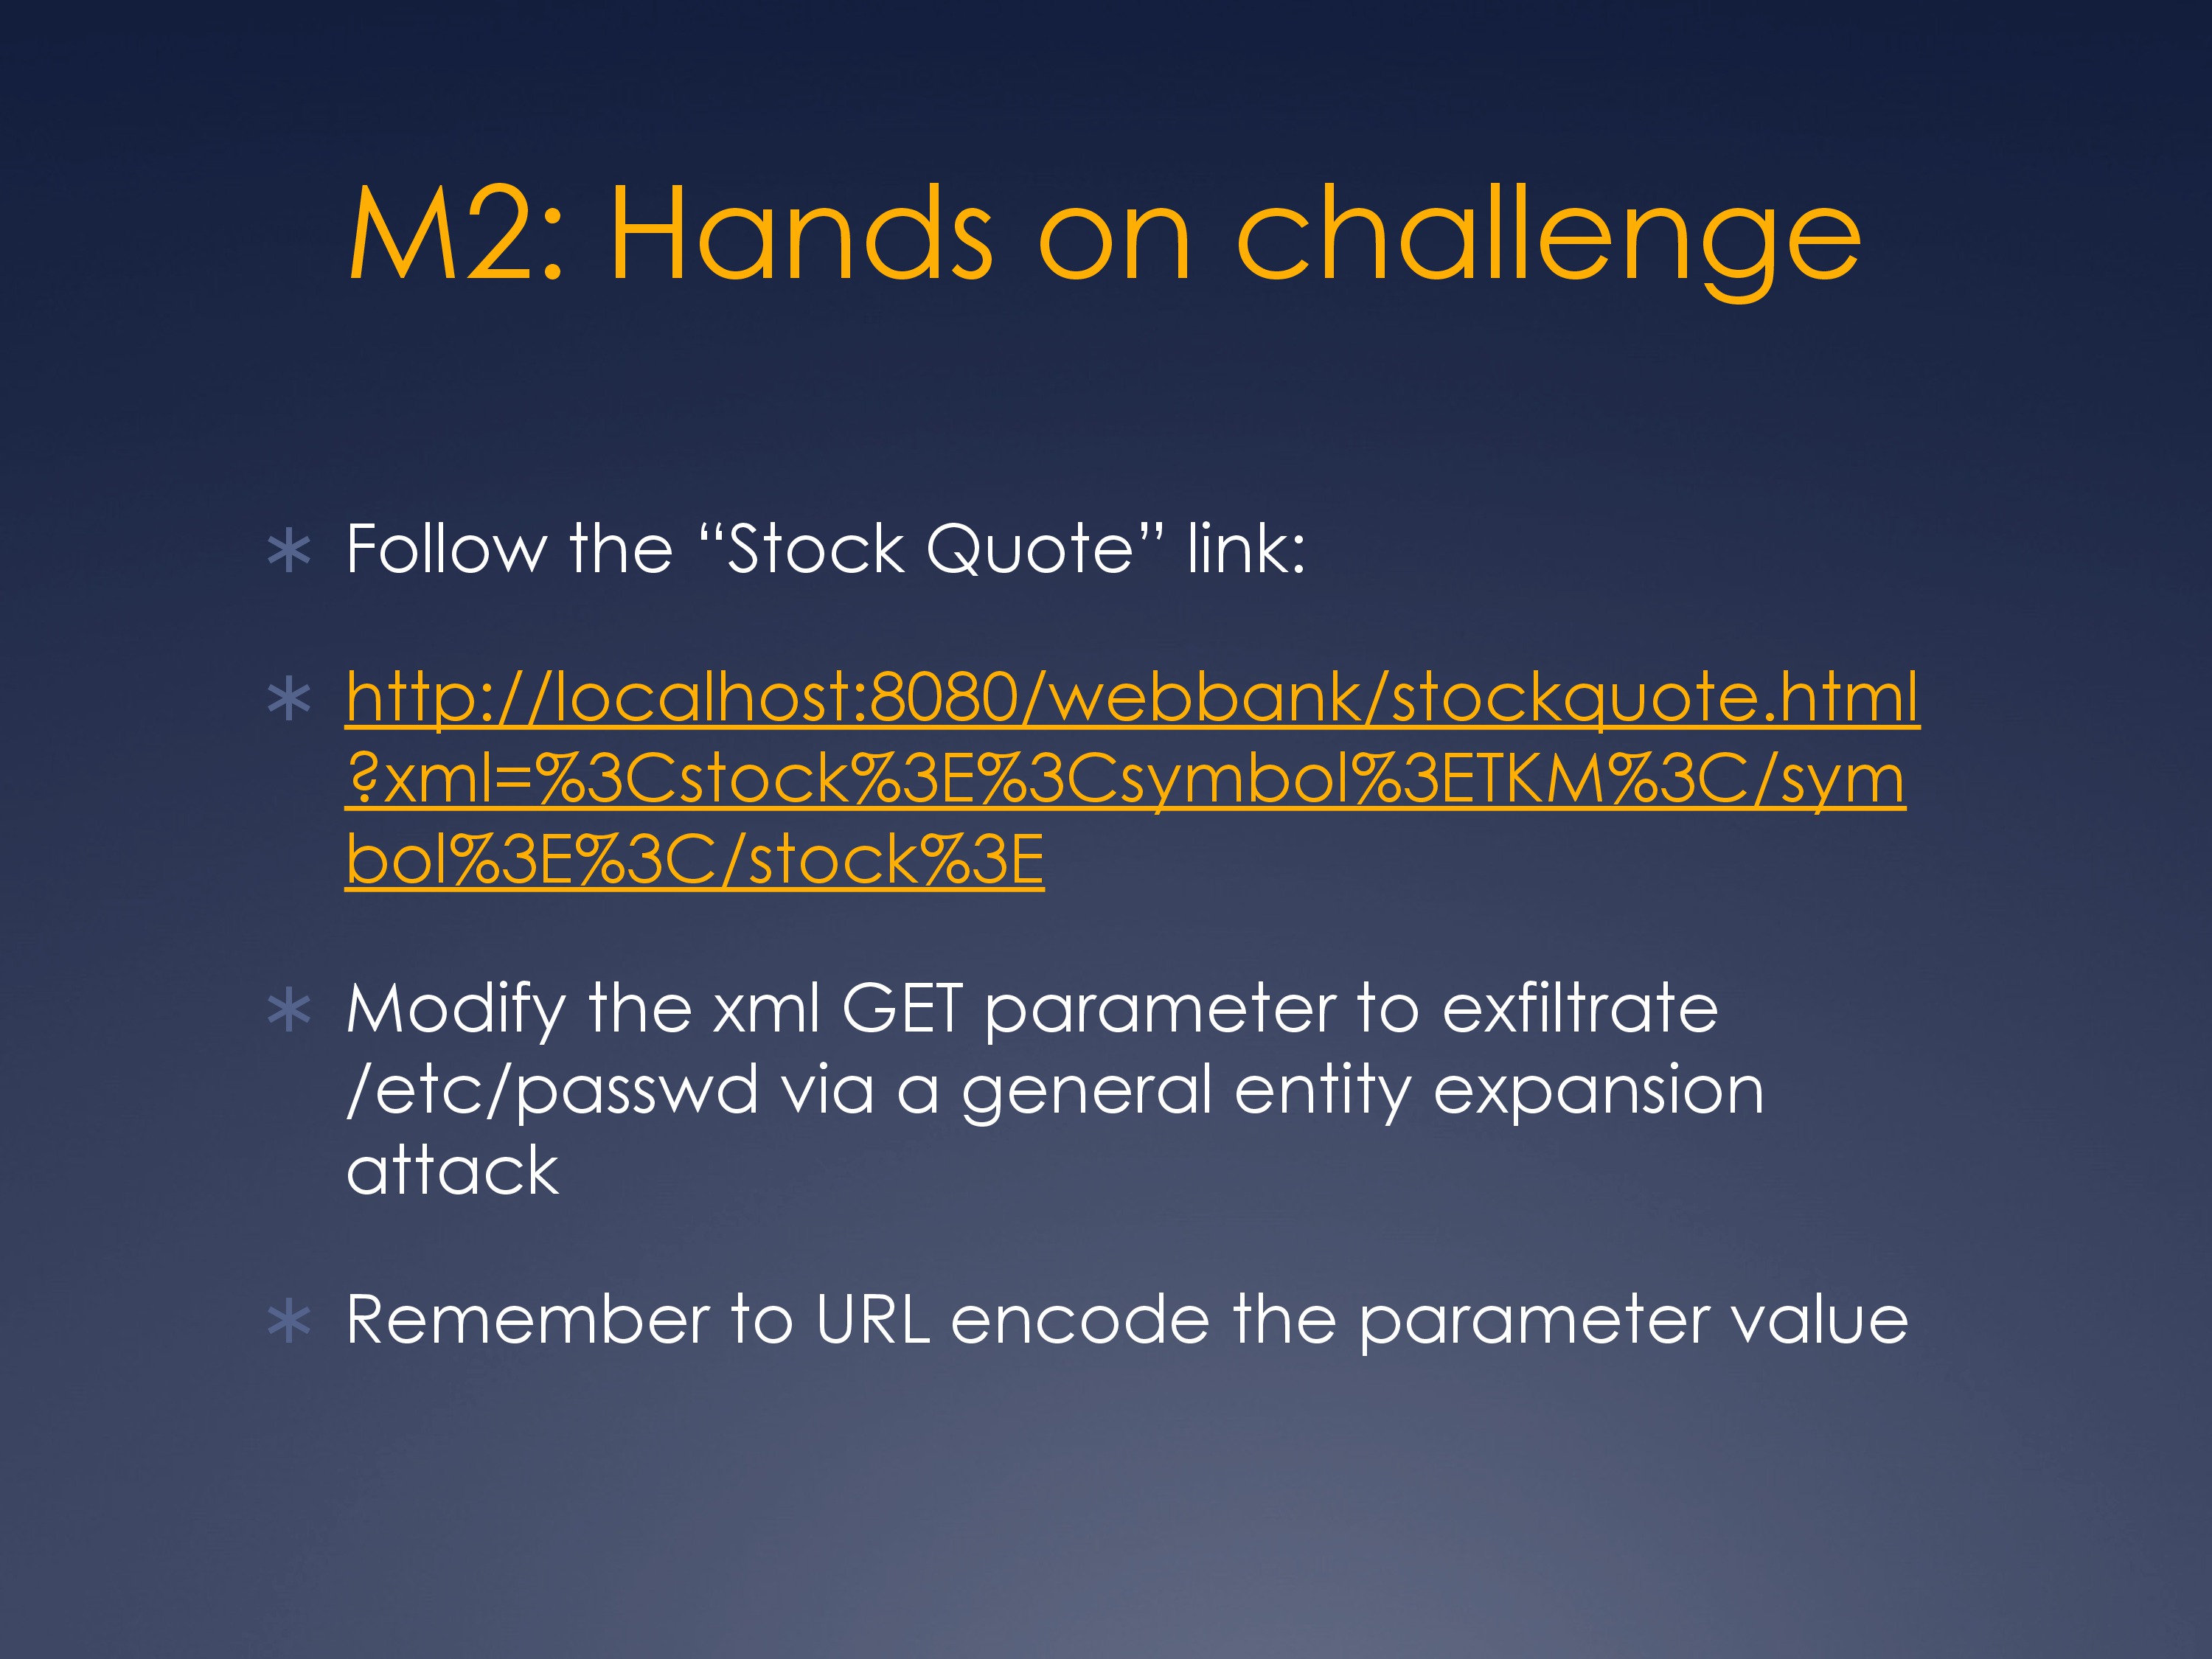 M2: Hands on challenge
* Follow the “Stock Quote” link:
* http://localhost:8080/webbank/stockquote.html
?xml=%3Cstock%3E%3Csymbol%3ETKM%3C/sym
bol%3E%3C/stock%3E
* Modify the xml GET parameter to exfiltrate
/etc/passwd via a general entity expansion
attack
* Remember to URL encode the parameter value